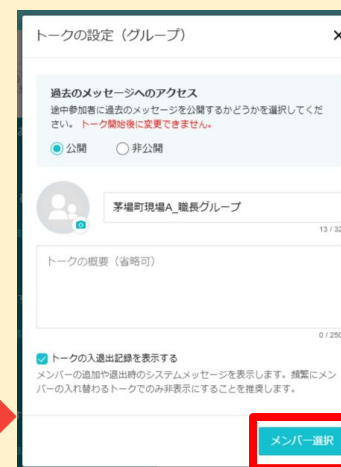 トークの設定（グループ）
過去のメッセージへのアクセス
途中参加者に過去のメッセージを公開するかどうかを選択してくだ
さい。 トーク開始後に変更できません。
公開 非公開
茅場町現場A_職長グループ
13 / 32
トークの概要（省略可）
0 / 250
トークの入退出記録を表示する
メンバーの追加や退出時のシステムメッセージを表示します。頻繁にメン
バーの入れ替わるトークでのみ非表示にすることを推奨します。
メンバー選択